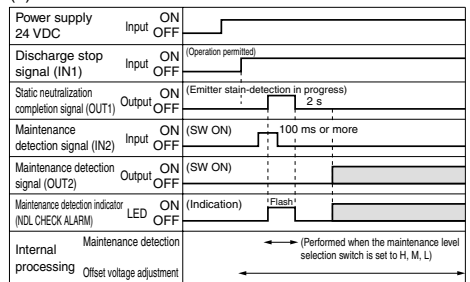 Power supply 24 VDC Input ON OFF
Discharge stop signal (IN1) Input ON OFF (Operation permitted)
Static neutralization completion signal (OUT1) Output ON OFF (Emitter stain-detection in progress) 2 s
Maintenance detection signal (IN2) Input ON OFF (SW ON) 100 ms or more
Maintenance detection signal (OUT2) Output ON OFF (SW ON)
Maintenance detection indicator (NDL CHECK ALARM) LED ON OFF (Indication) Flash
Internal processing Maintenance detection (Performed when the maintenance level selection switch is set to H, M, L)
Offset voltage adjustment